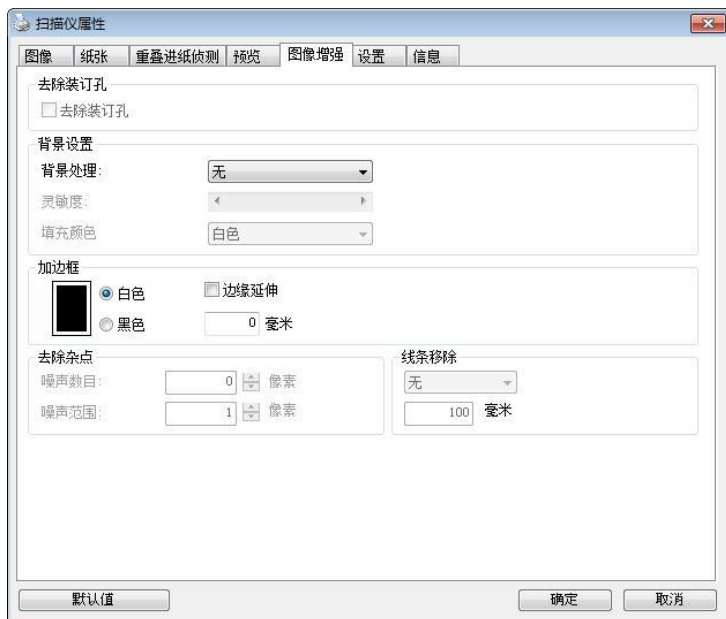 扫描仪属性
图像 纸张 重叠进纸侦测 预览 图像增强 设置 信息
去除装订孔
去除装订孔
背景设置
背景处理: 无
灵敏度:
填充颜色 白色
加边框
白色 边缘延伸
黑色 0 毫米
去除杂点 线条移除
噪声数目: 0 像素 无
噪声范围: 1 像素 100 毫米
默认值 确定 取消